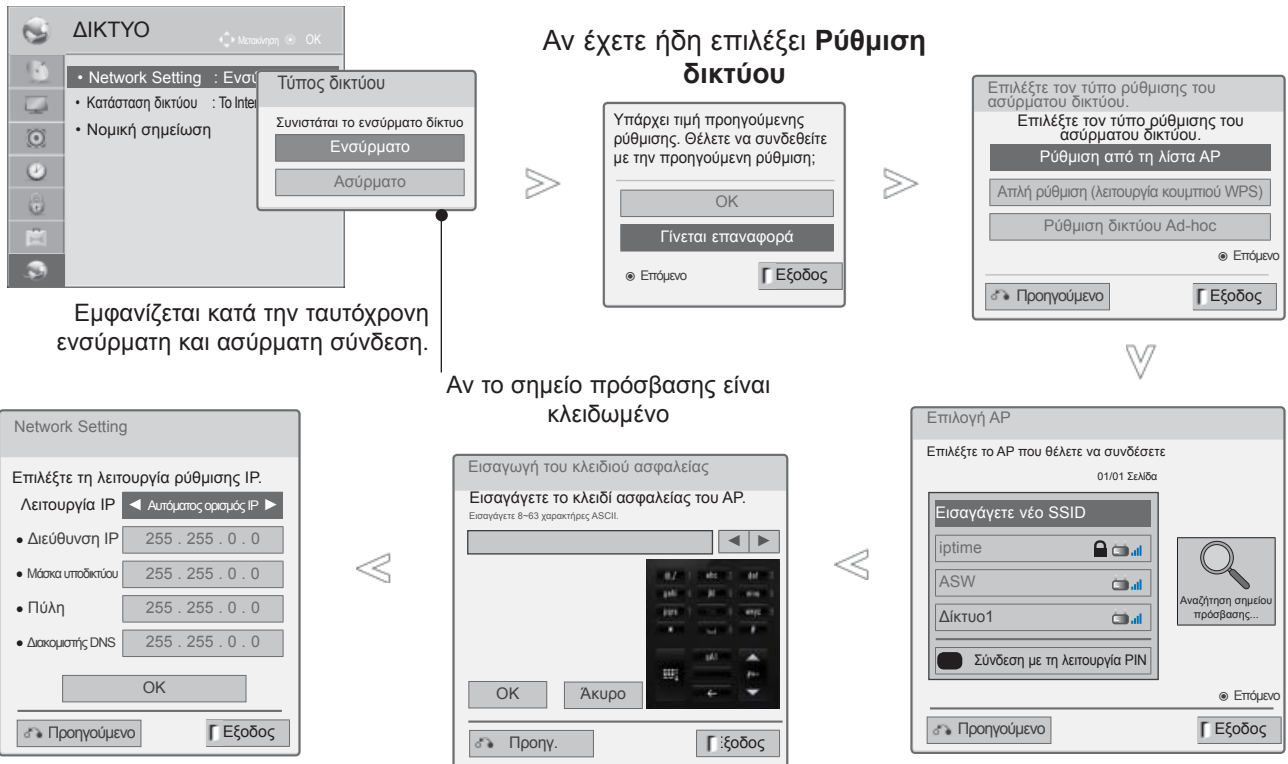 ΔΙΚΤΥΟ
Μετακίνηση OK
• Network Setting : Ενσύ
• Κατάσταση δικτύου : To Inter
• Νομική σημείωση
Τύπος δικτύου
Συνιστάται το ενσύρματο δίκτυο
Ενσύρματο
Ασύρματο
Εμφανίζεται κατά την ταυτόχρονη
ενσύρματη και ασύρματη σύνδεση.
Αν έχετε ήδη επιλέξει Ρύθμιση
δικτύου
Υπάρχει τιμή προηγούμενης
ρύθμισης. Θέλετε να συνδεθείτε
με την προηγούμενη ρύθμιση;
OK
Γίνεται επαναφορά
Επόμενο
Εξοδος
Επιλέξτε τον τύπο ρύθμισης του
ασύρματου δικτύου.
Επιλέξτε τον τύπο ρύθμισης του
ασύρματου δικτύου.
Ρύθμιση από τη λίστα AP
Απλή ρύθμιση (λειτουργία κουμπιού WPS)
Ρύθμιση δικτύου Ad-hoc
Επόμενο
Προηγούμενο
Εξοδος
Επιλογή AP
Επιλέξτε το AP που θέλετε να συνδέσετε
01/01 Σελίδα
Εισαγάγετε νέο SSID
iptime
ASW
Δίκτυο1
Σύνδεση με τη λειτουργία PIN
Αναζήτηση σημείου
πρόσβασης...
Επόμενο
Προηγούμενο
Εξοδος
Αν το σημείο πρόσβασης είναι
κλειδωμένο
Εισαγωγή του κλειδιού ασφαλείας
Εισαγάγετε το κλειδί ασφαλείας του AP.
Εισαγάγετε 8~63 χαρακτήρες ASCII.
OK
Άκυρο
Προηγ.
ξοδος
Network Setting
Επιλέξτε τη λειτουργία ρύθμισης IP.
Λειτουργία IP ◀ Αυτόματος ορισμός IP ▶
● Διεύθυνση IP 255 . 255 . 0 . 0
● Μάσκα υποδικτύου 255 . 255 . 0 . 0
● Πύλη 255 . 255 . 0 . 0
● Διακομιστής DNS 255 . 255 . 0 . 0
OK
Προηγούμενο
Εξοδος